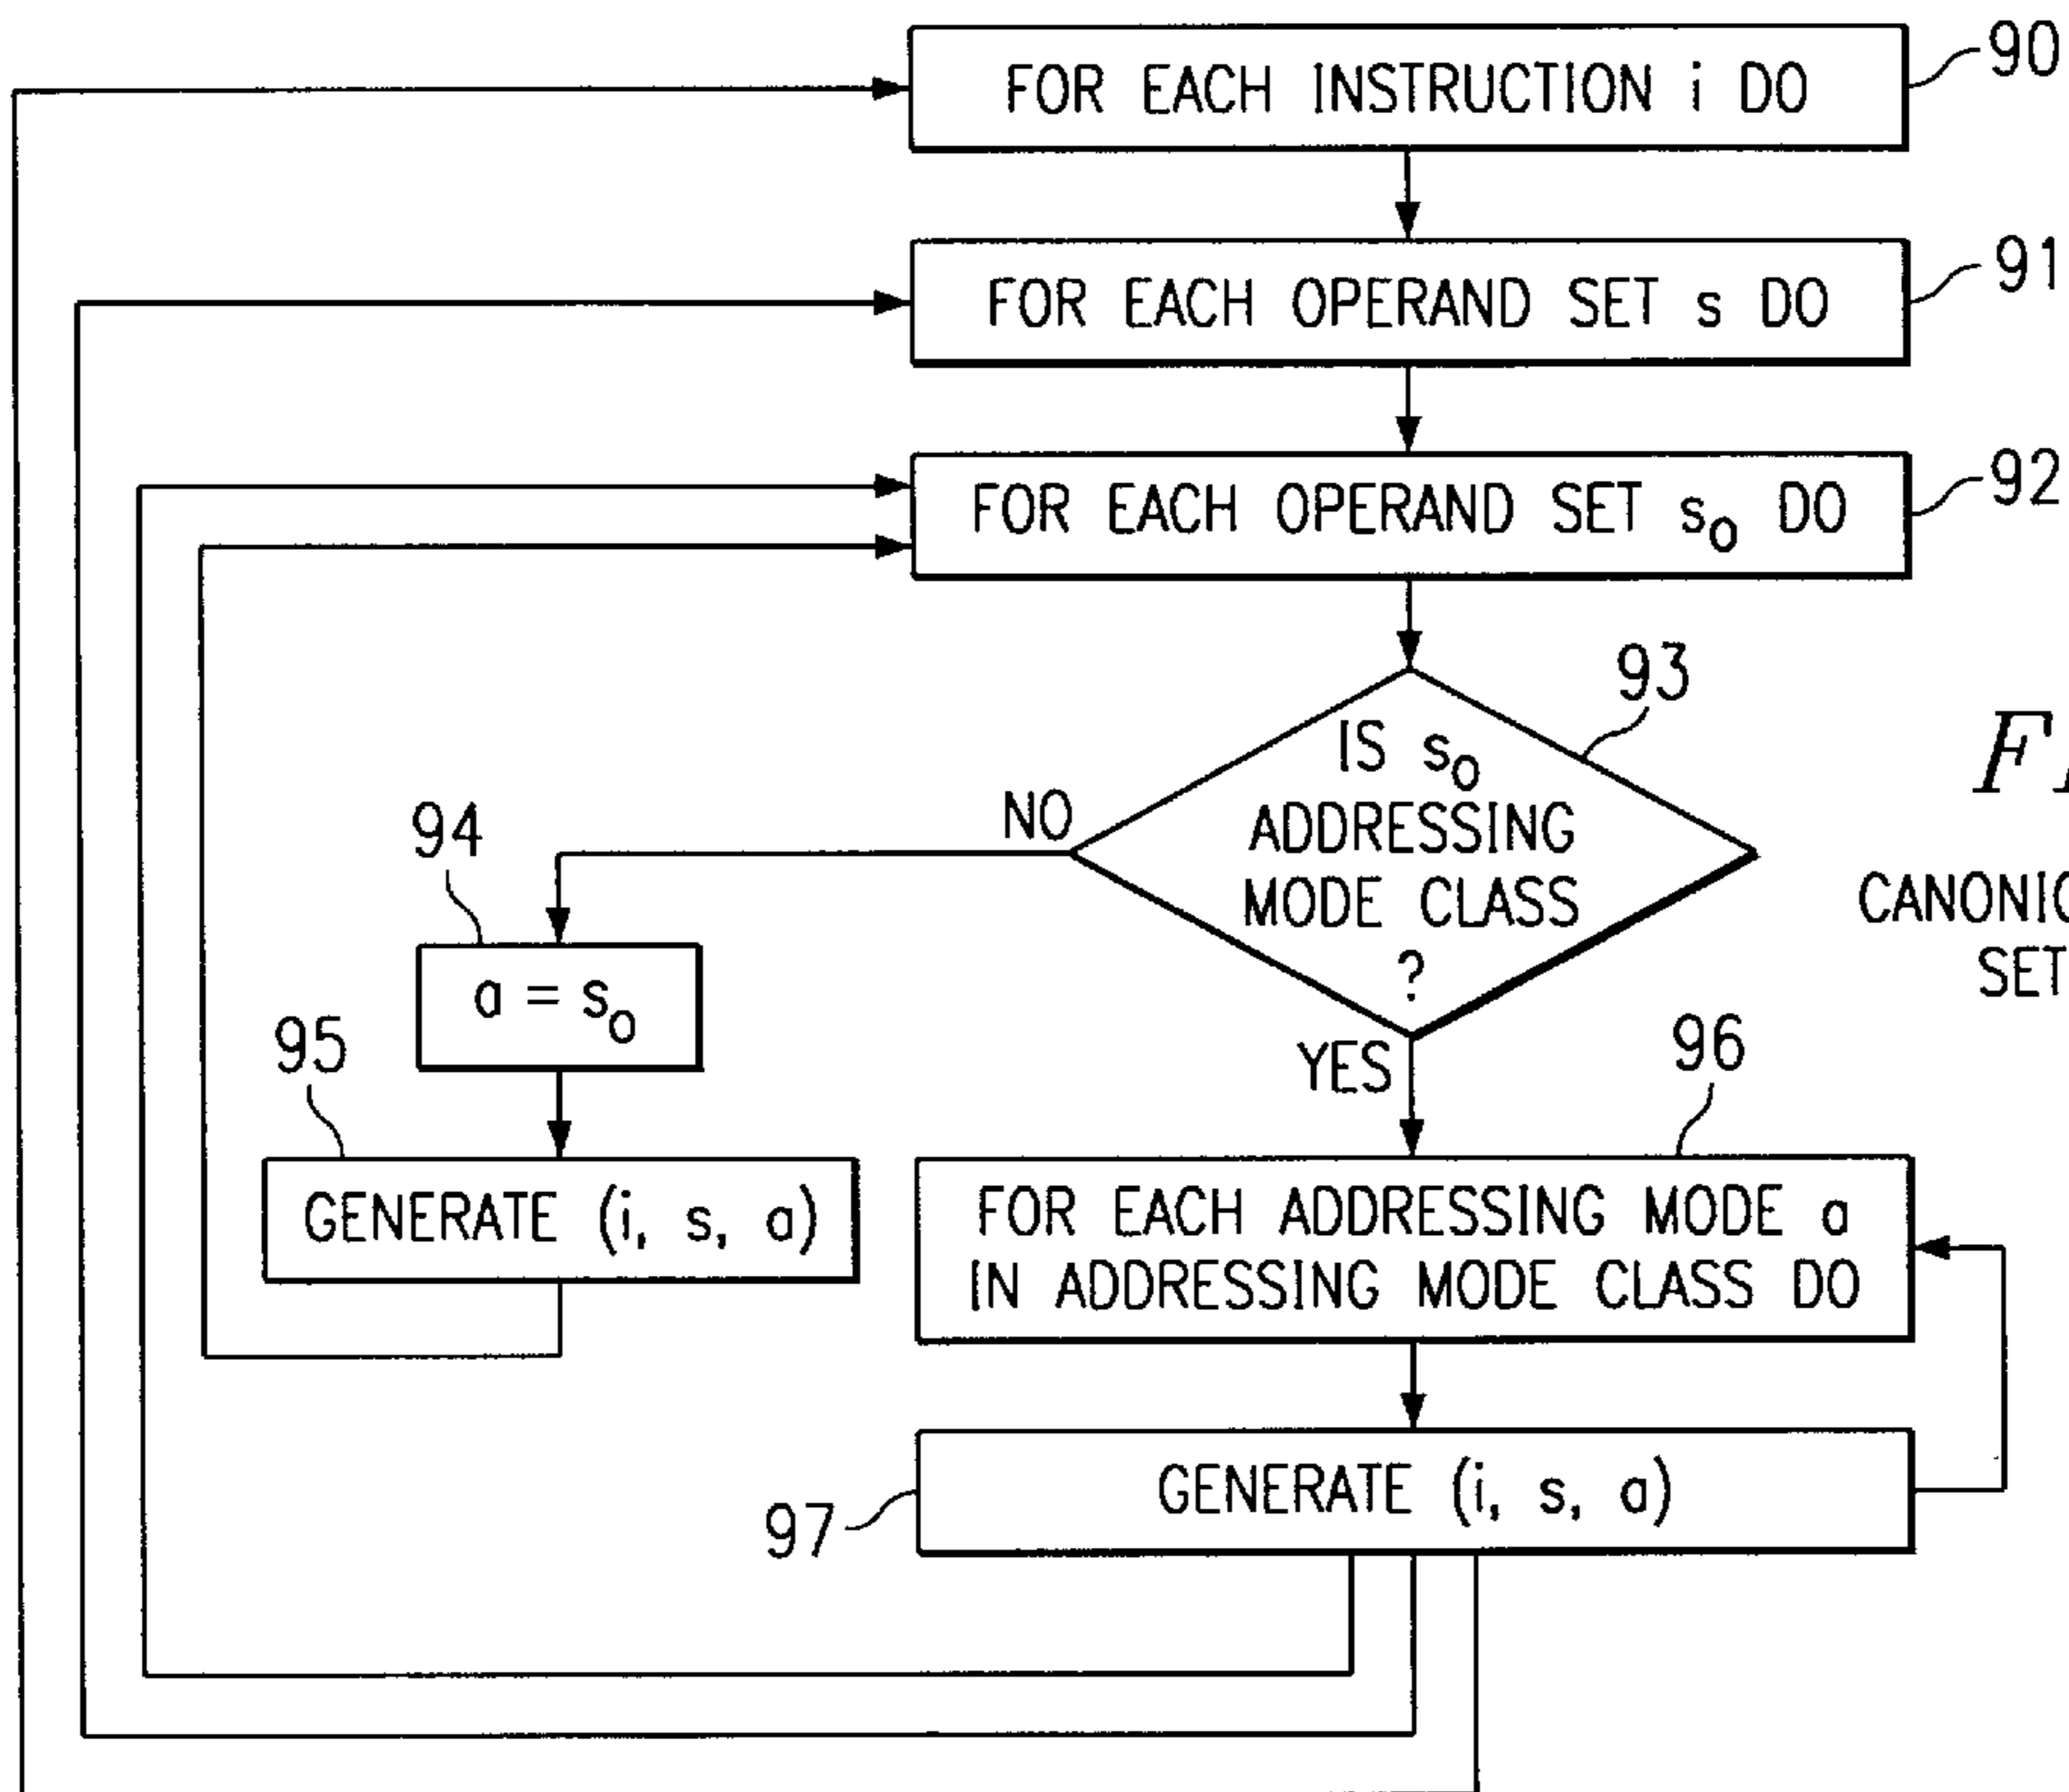 FOR EACH INSTRUCTION i DO
90
FOR EACH OPERAND SET s DO
91
FOR EACH OPERAND SET s₀ DO
92
93
IS s₀
ADDRESSING
MODE CLASS
?
NO
YES
94
a = s₀
95
GENERATE (i, s, a)
96
FOR EACH ADDRESSING MODE a
IN ADDRESSING MODE CLASS DO
97
GENERATE (i, s, a)
SET